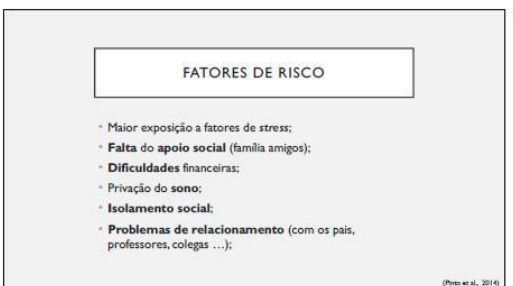 FATORES DE RISCO
• Maior exposição a fatores de stress;
• Falta do apoio social (família amigos);
• Dificuldades financeiras;
• Privação do sono;
• Isolamento social;
• Problemas de relacionamento (com os pais,
professores, colegas …);
(Pinto et al., 2014)